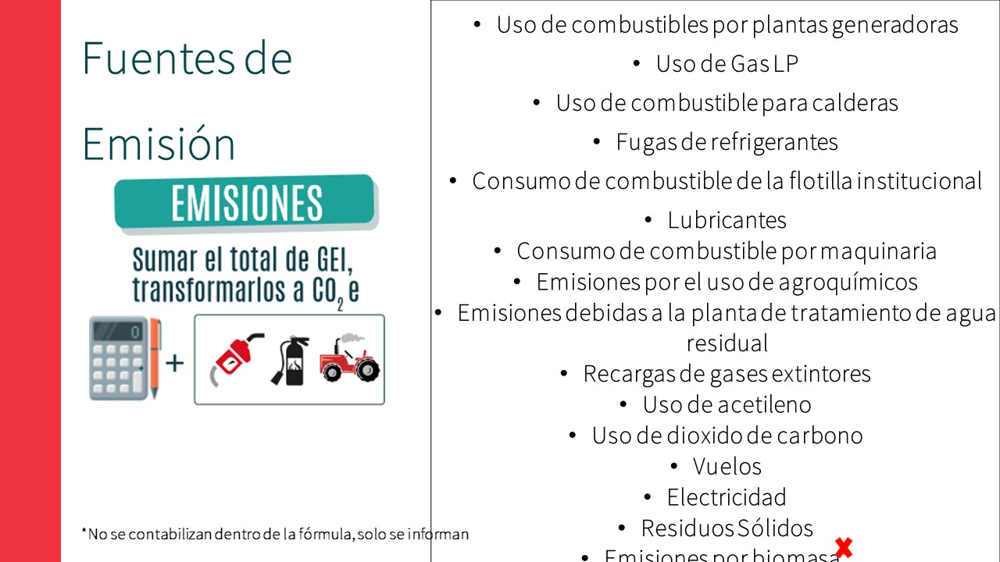 Fuentes de
Emisión
EMISIONES
Sumar el total de GEI,
transformarlos a CO2 e
0
+
• Uso de combustibles por plantas generadoras
• Uso de Gas LP
• Uso de combustible para calderas
• Fugas de refrigerantes
• Consumo de combustible de la flotilla institucional
• Lubricantes
• Consumo de combustible por maquinaria
• Emisiones por el uso de agroquímicos
• Emisiones debidas a la planta de tratamiento de agua
residual
• Recargas de gases extintores
• Uso de acetileno
• Uso de dioxido de carbono
• Vuelos
• Electricidad
• Residuos Sólidos
• Emisiones por biomasa
*No se contabilizan dentro de la fórmula, solo se informan